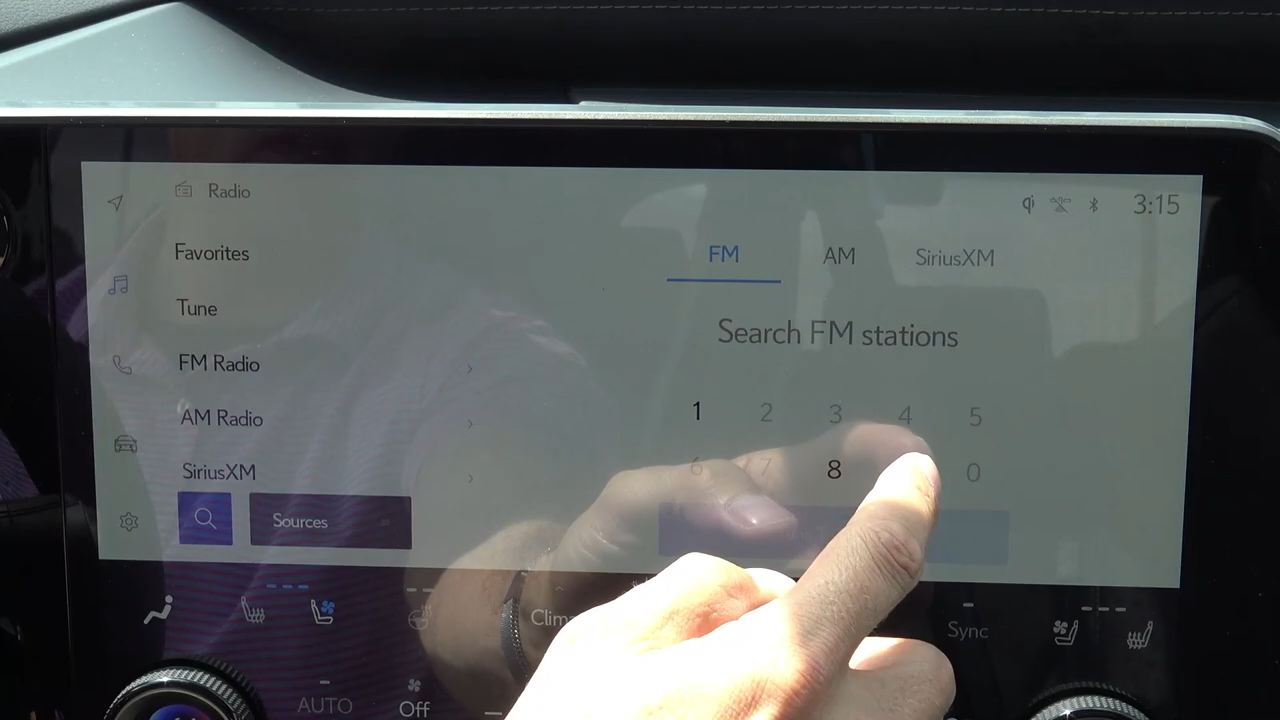 Radio
3:15
Favorites
Tune
FM Radio
AM Radio
SiriusXM
Sources
FM AM SiriusXM
Search FM stations
1 2 3 4 5
6 7 8 0
Sync
AUTO
Off